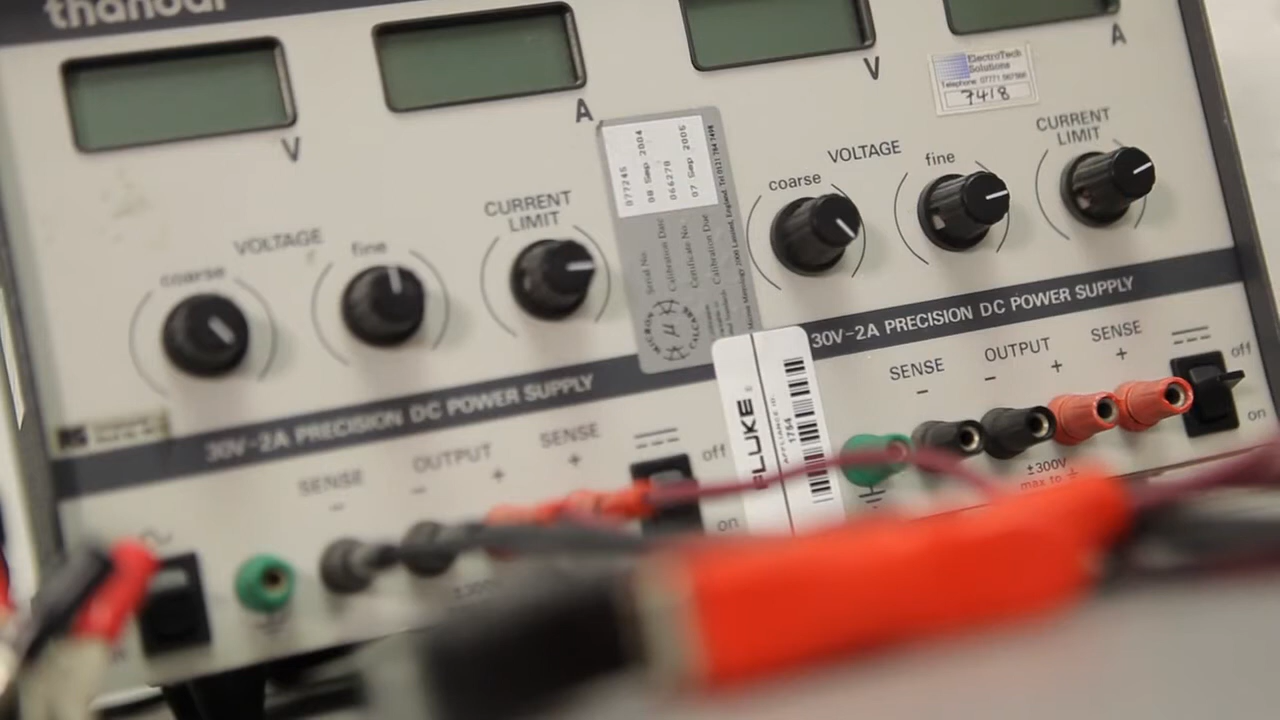 thandar
V
A
V
A
ElectroTech
Solutions
7418
CURRENT
LIMIT
VOLTAGE
coarse
fine
CURRENT
LIMIT
VOLTAGE
coarse
fine
077245
08 Sep 2004
066270
07 Sep 2005
Serial No.
Calibration Date
Certificate No.
Calibration Due
30V-2A PRECISION DC POWER SUPPLY
30V-2A PRECISION DC POWER SUPPLY
SENSE
OUTPUT
SENSE
-
-
+
+
off
on
±300V
max to
FLUKE
APPLIANCE ID.
1754
SENSE
OUTPUT
SENSE
-
-
+
+
off
on
RS